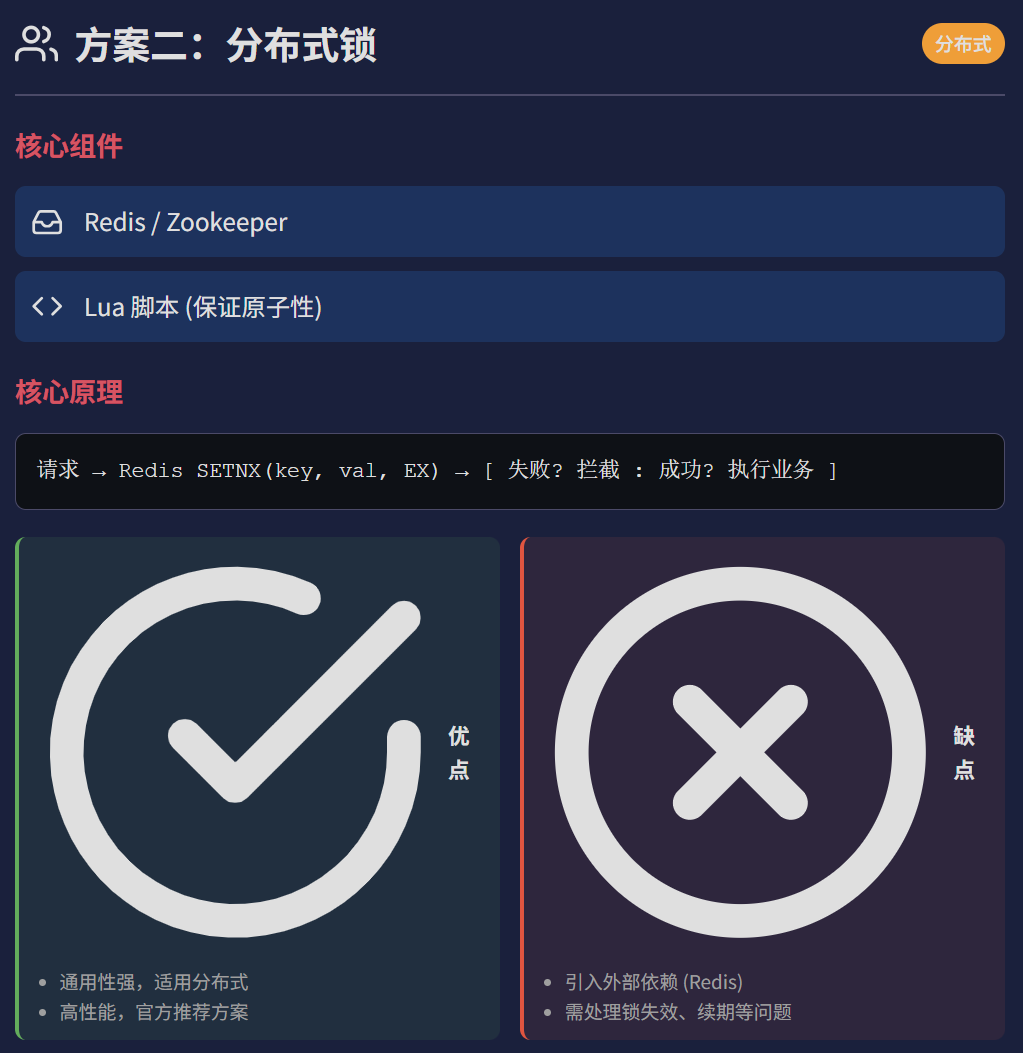 方案二：分布式锁
分布式
核心组件
Redis / Zookeeper
Lua 脚本 (保证原子性)
核心原理
请求 → Redis SETNX(key, val, EX) → [ 失败? 拦截 : 成功? 执行业务 ]
优
点
通用性强，适用分布式
高性能，官方推荐方案
缺
点
引入外部依赖 (Redis)
需处理锁失效、续期等问题